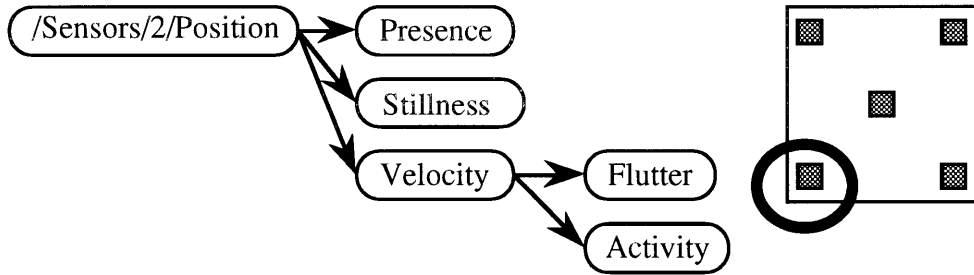 /Sensors/2/Position
Presence
Stillness
Velocity
Flutter
Activity